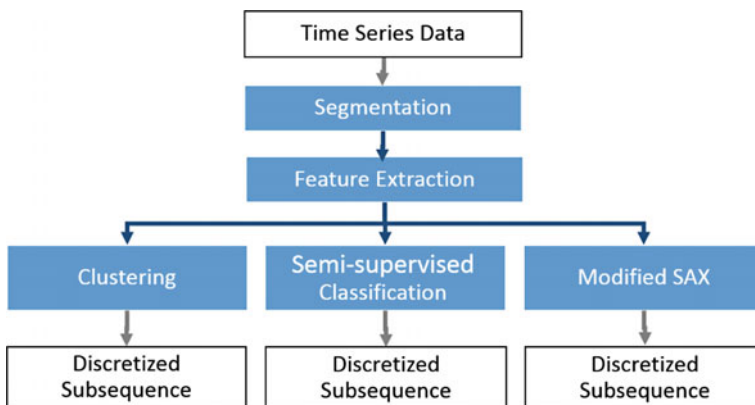 Time Series Data
Segmentation
Feature Extraction
Clustering
Semi-supervised
Classification
Modified SAX
Discretized
Subsequence
Discretized
Subsequence
Discretized
Subsequence